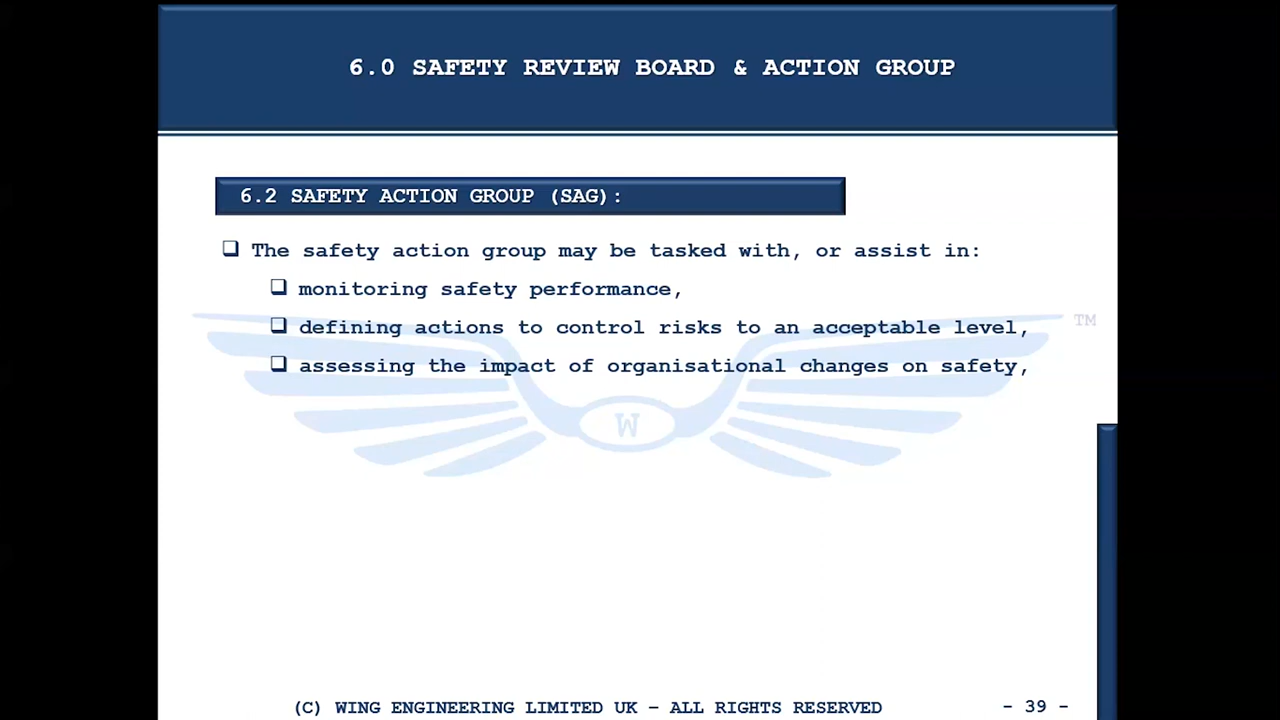 6.0 SAFETY REVIEW BOARD & ACTION GROUP
6.2 SAFETY ACTION GROUP (SAG):
❑ The safety action group may be tasked with, or assist in:
❑ monitoring safety performance,
❑ defining actions to control risks to an acceptable level,
❑ assessing the impact of organisational changes on safety,
TM
W
(C) WING ENGINEERING LIMITED UK – ALL RIGHTS RESERVED
- 39 -